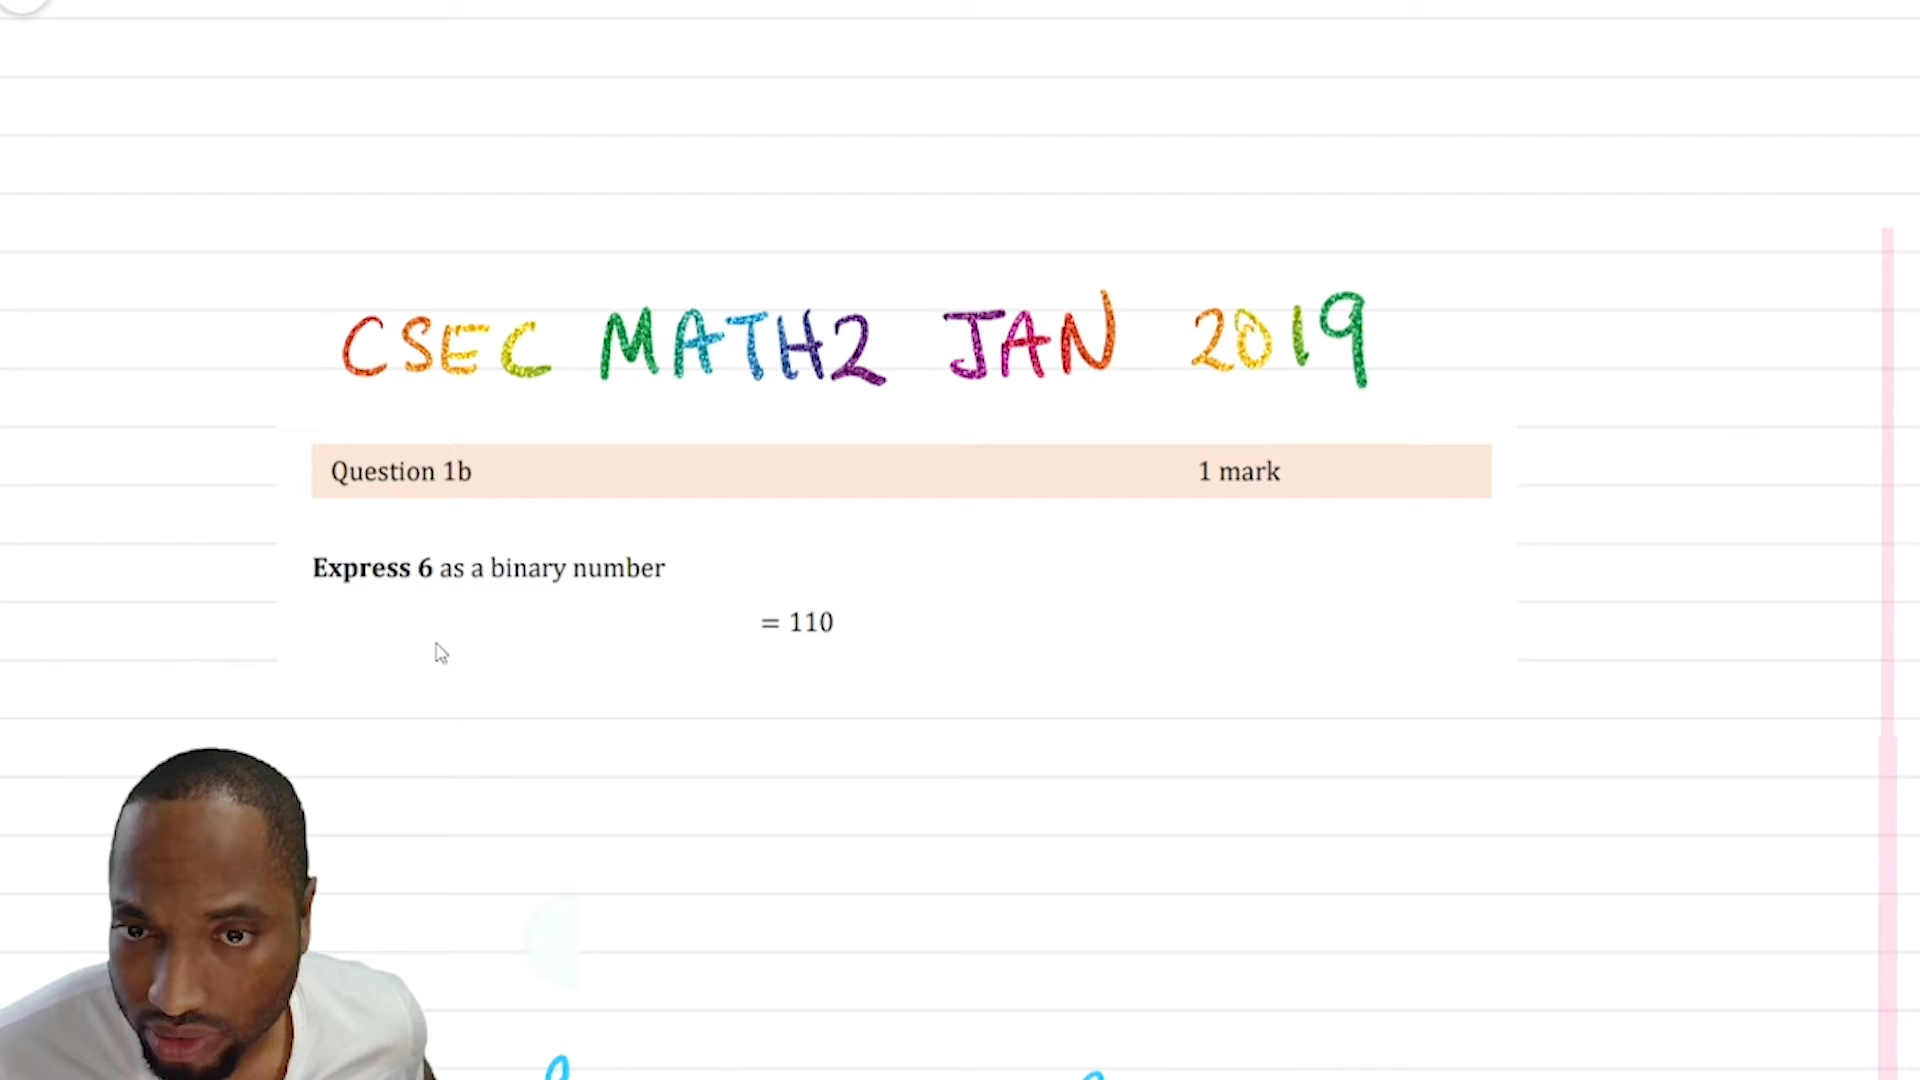 CSEC MATH2 JAN 2019
Question 1b 1 mark
Express 6 as a binary number
= 110